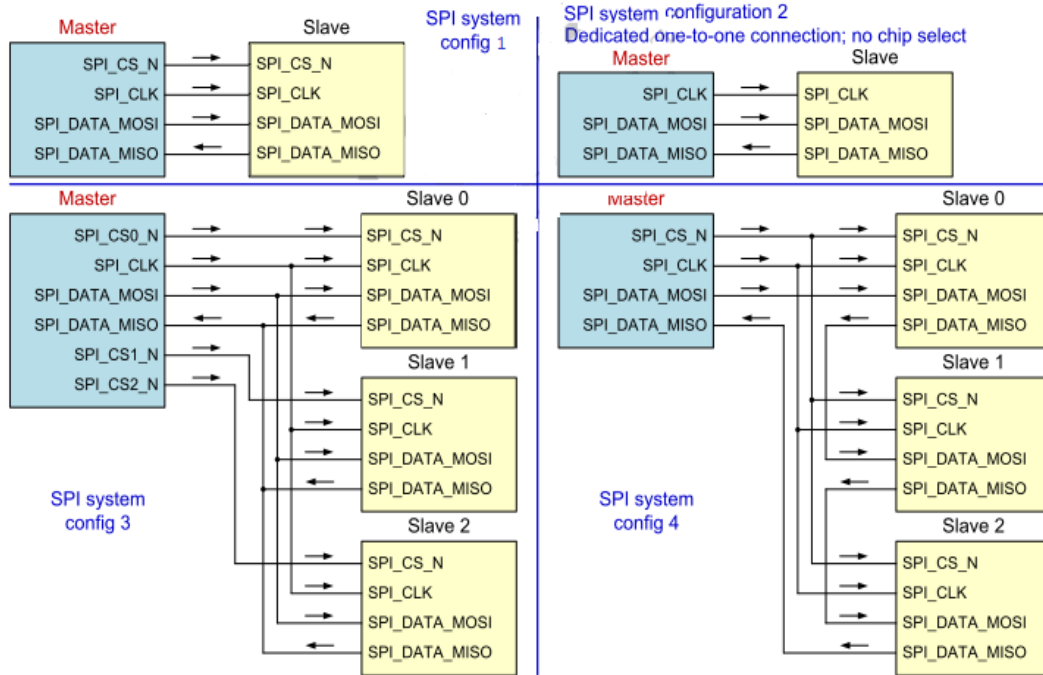 SPI system
config 1
Master
Slave
SPI_CS_N
SPI_CLK
SPI_DATA_MOSI
SPI_DATA_MISO
SPI_CS_N
SPI_CLK
SPI_DATA_MOSI
SPI_DATA_MISO
SPI system configuration 2
Dedicated one-to-one connection; no chip select
Master
Slave
SPI_CLK
SPI_DATA_MOSI
SPI_DATA_MISO
SPI_CLK
SPI_DATA_MOSI
SPI_DATA_MISO
Master
SPI_CS0_N
SPI_CLK
SPI_DATA_MOSI
SPI_DATA_MISO
SPI_CS1_N
SPI_CS2_N
Slave 0
SPI_CS_N
SPI_CLK
SPI_DATA_MOSI
SPI_DATA_MISO
Slave 1
SPI_CS_N
SPI_CLK
SPI_DATA_MOSI
SPI_DATA_MISO
Slave 2
SPI_CS_N
SPI_CLK
SPI_DATA_MOSI
SPI_DATA_MISO
SPI system
config 3
Master
SPI_CS_N
SPI_CLK
SPI_DATA_MOSI
SPI_DATA_MISO
Slave 0
SPI_CS_N
SPI_CLK
SPI_DATA_MOSI
SPI_DATA_MISO
Slave 1
SPI_CS_N
SPI_CLK
SPI_DATA_MOSI
SPI_DATA_MISO
Slave 2
SPI_CS_N
SPI_CLK
SPI_DATA_MOSI
SPI_DATA_MISO
SPI system
config 4